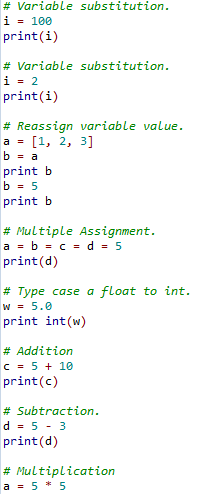 # Variable substitution.
i = 100
print(i)
# Variable substitution.
i = 2
print(i)
# Reassign variable value.
a = [1, 2, 3]
b = a
print b
b = 5
print b
# Multiple Assignment.
a = b = c = d = 5
print(d)
# Type case a float to int.
w = 5.0
print int(w)
# Addition
c = 5 + 10
print(c)
# Subtraction.
d = 5 - 3
print(d)
# Multiplication
a = 5 * 5